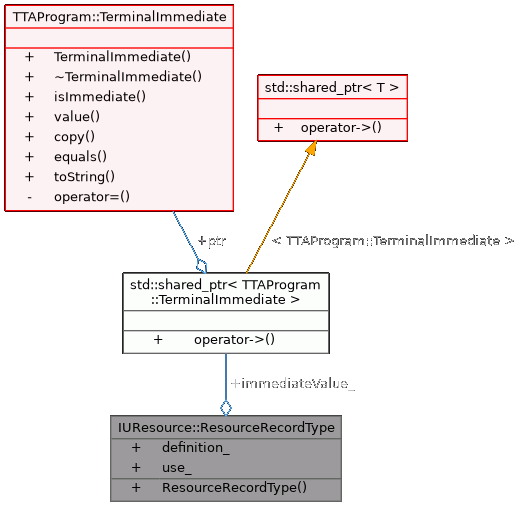 TTAProgram::TerminalImmediate
+ TerminalImmediate()
+ ~TerminalImmediate()
+ isImmediate()
+ value()
+ copy()
+ equals()
+ toString()
- operator=()
std::shared_ptr< T >
+ operator->()
+ptr
< TTAProgram::TerminalImmediate >
std::shared_ptr< TTAProgram
::TerminalImmediate >
+ operator->()
+immediateValue_
IUResource::ResourceRecordType
+ definition_
+ use_
+ ResourceRecordType()